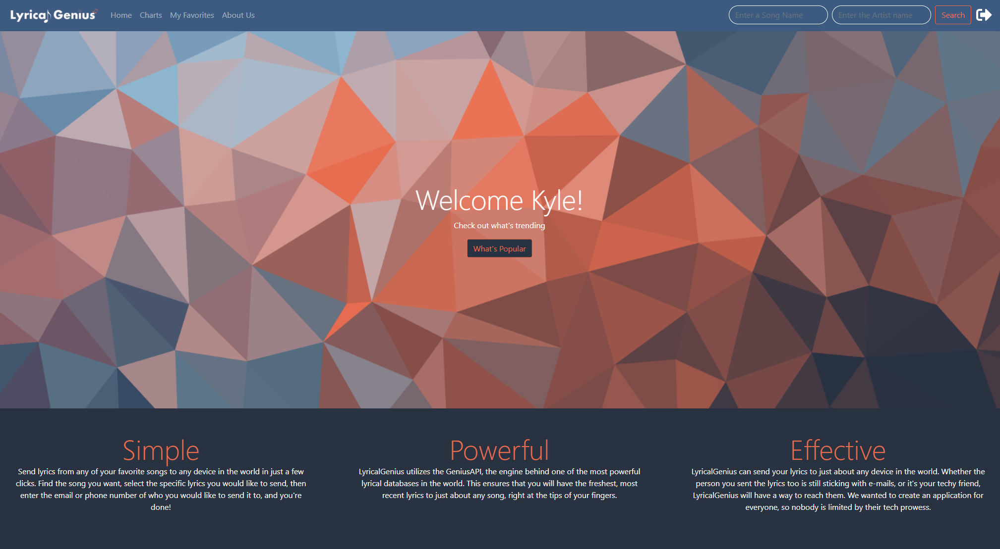 Lyrical Genius
Home Charts My Favorites About Us
Enter a Song Name
Enter the Artist name
Search
Welcome Kyle!
Check out what's trending
What's Popular
Simple
Send lyrics from any of your favorite songs to any device in the world in just a few
clicks. Find the song you want, select the specific lyrics you would like to send, then
enter the email or phone number of who you would like to send it to, and you're
done!
Powerful
LyricalGenius utilizes the GeniusAPI, the engine behind one of the most powerful
lyrical databases in the world. This ensures that you will have the freshest, most
recent lyrics to just about any song, right at the tips of your fingers.
Effective
LyricalGenius can send your lyrics to just about any device in the world. Whether the
person you sent the lyrics too is still sticking with e-mails, or it's your techy friend,
LyricalGenius will have a way to reach them. We wanted to create an application for
everyone, so nobody is limited by their tech prowess.